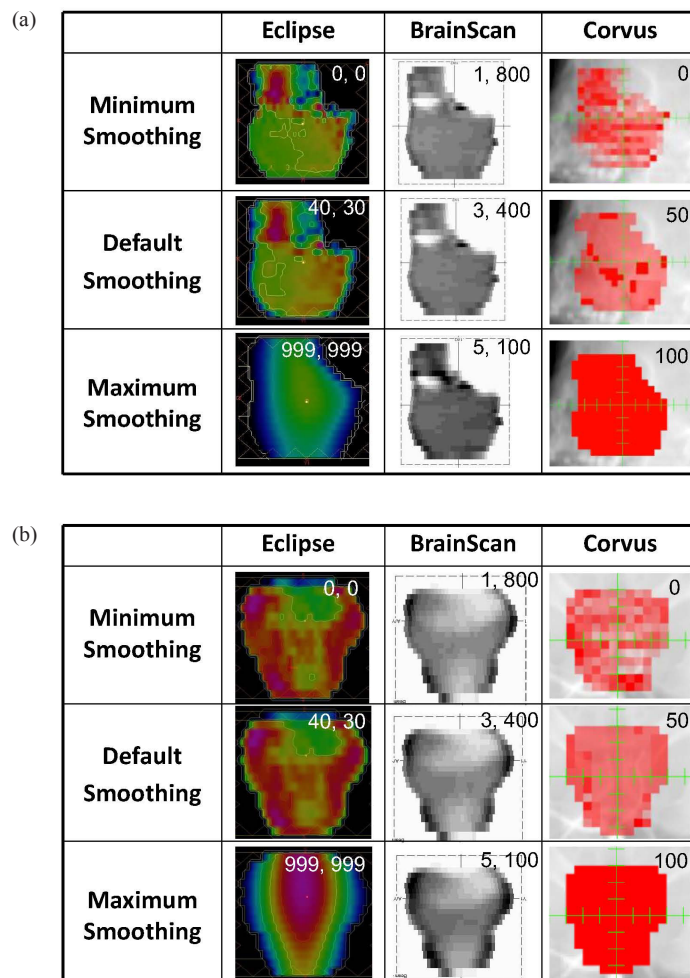 (a)
Eclipse BrainScan Corvus
Minimum Smoothing 0, 0 1, 800 0
Default Smoothing 40, 30 3, 400 50
Maximum Smoothing 999, 999 5, 100 100
(b)
Eclipse BrainScan Corvus
Minimum Smoothing 0, 0 1, 800 0
Default Smoothing 40, 30 3, 400 50
Maximum Smoothing 999, 999 5, 100 100